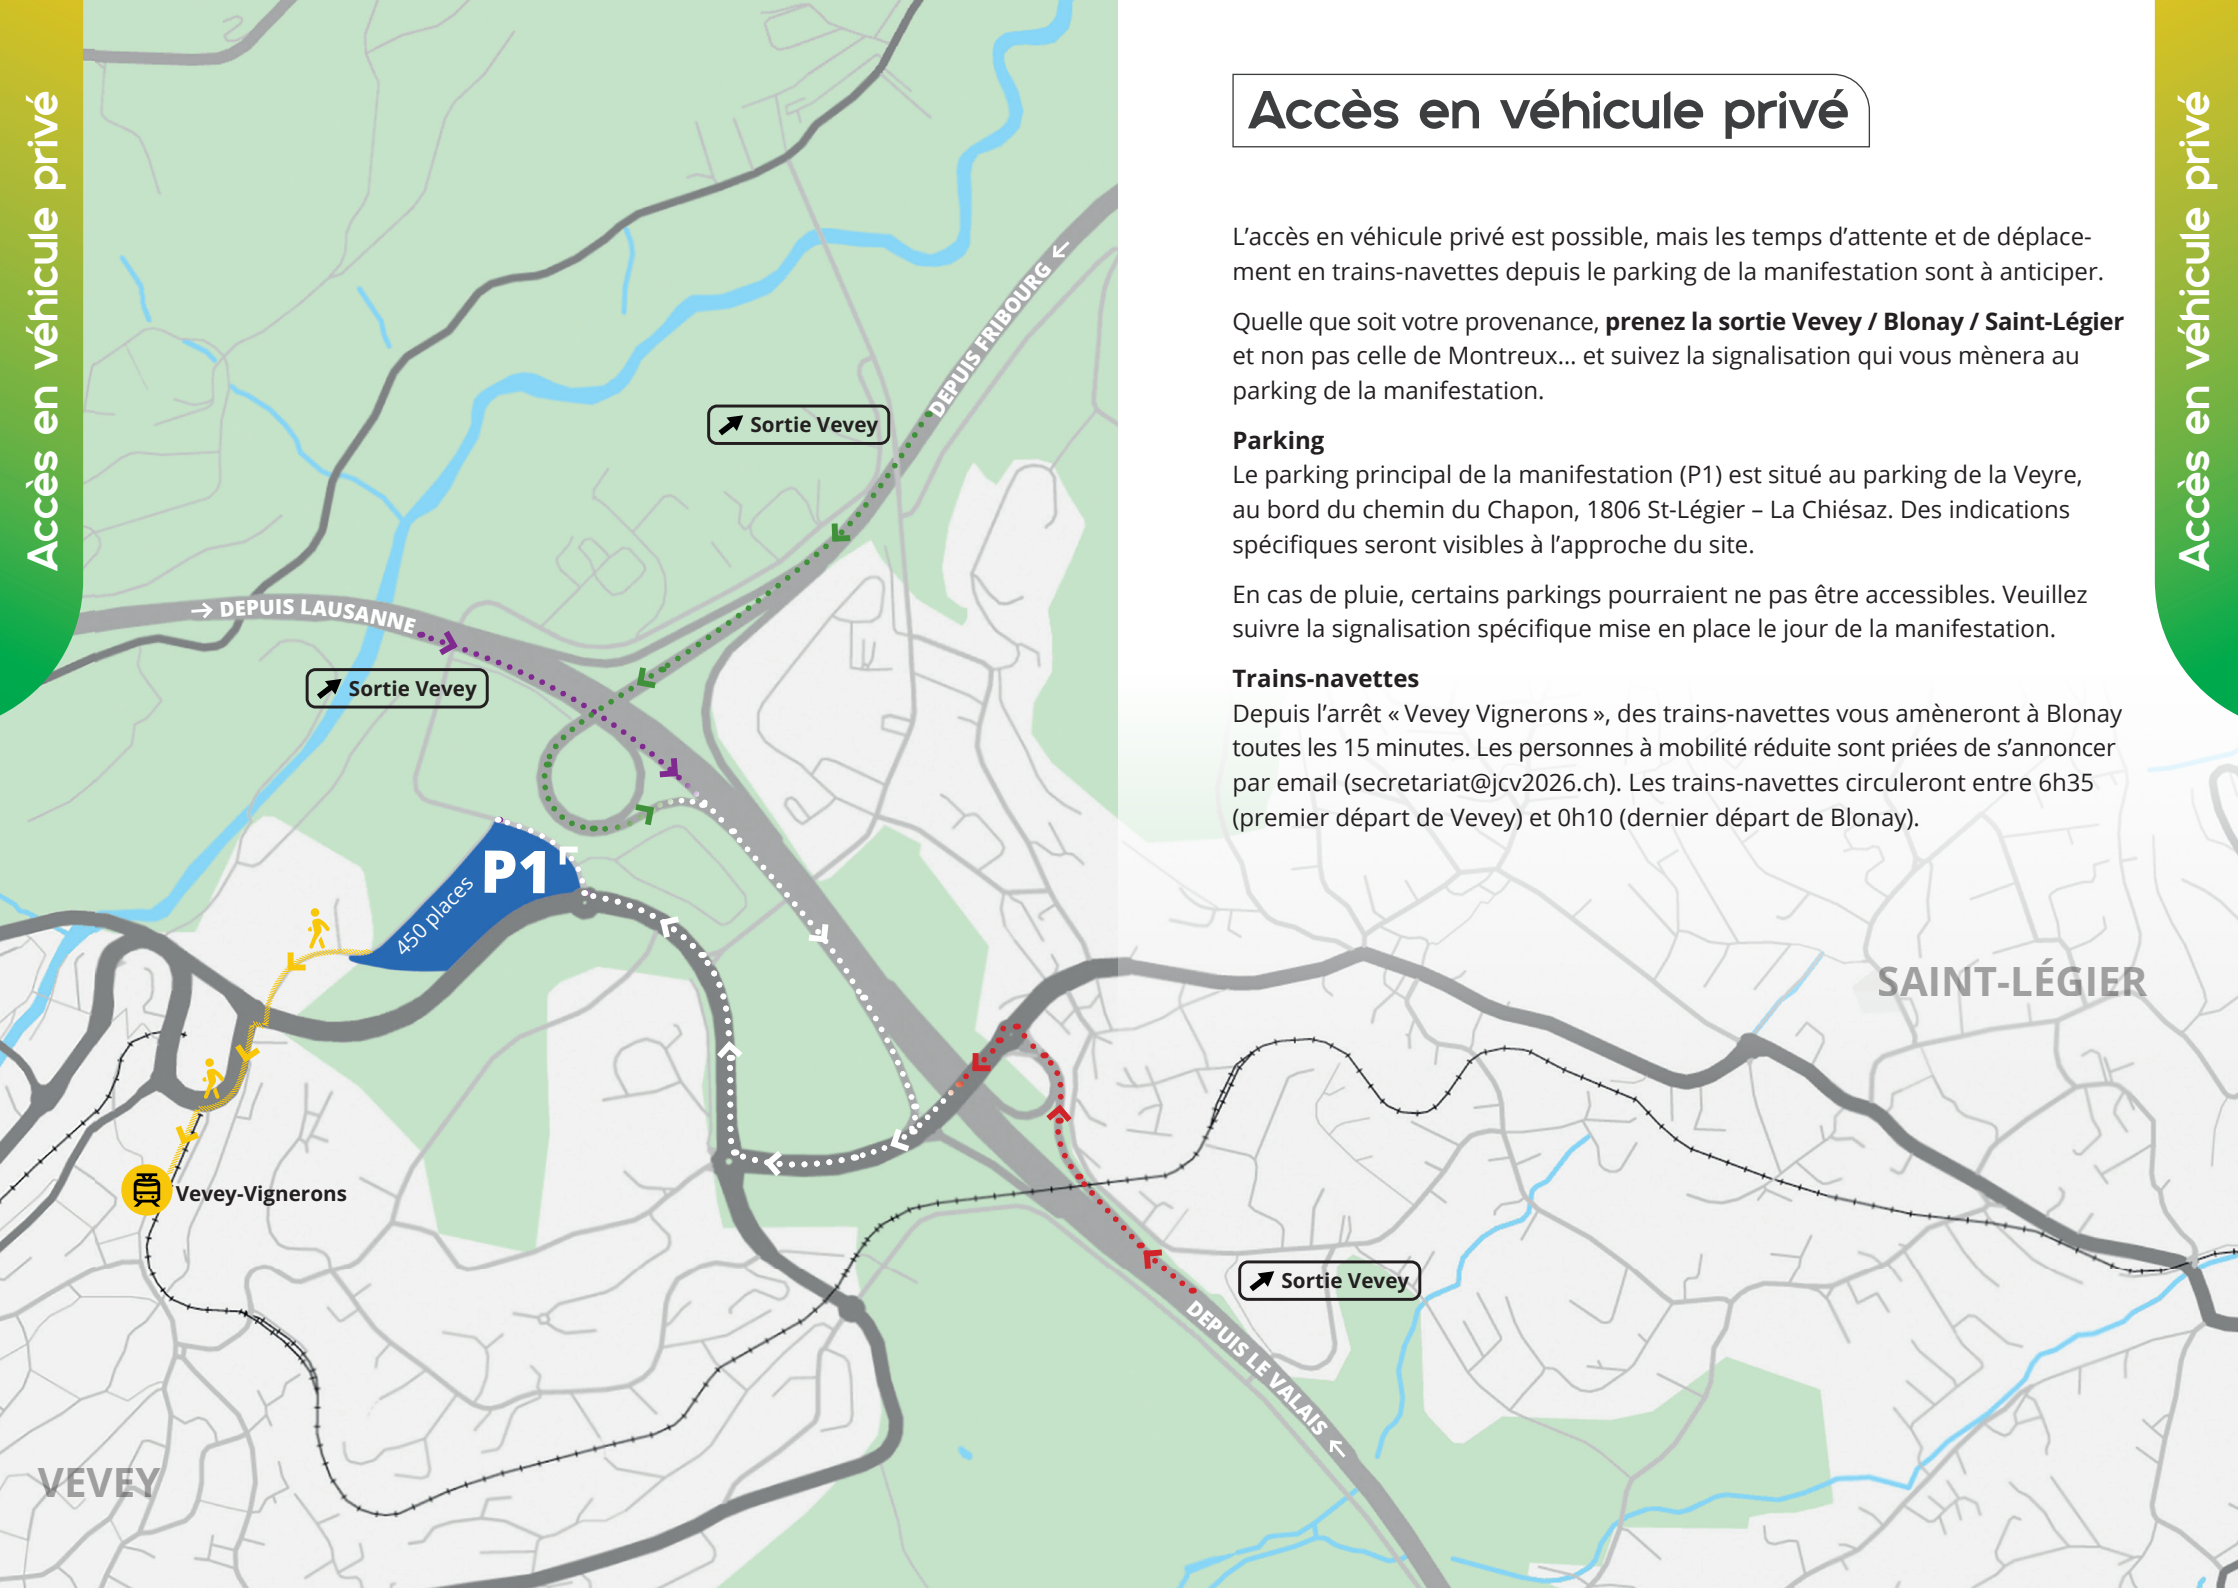 Accès en véhicule privé
DEPUIS FRIBOURG ←
Sortie Vevey
→ DEPUIS LAUSANNE
Sortie Vevey
P1
450 places
Vevey-Vignerons
Sortie Vevey
DEPUIS LE VALAIS ←
VEVEY
SAINT-LÉGIER
Accès en véhicule privé
L’accès en véhicule privé est possible, mais les temps d’attente et de déplace-
ment en trains-navettes depuis le parking de la manifestation sont à anticiper.
Quelle que soit votre provenance, prenez la sortie Vevey / Blonay / Saint-Légier
et non pas celle de Montreux… et suivez la signalisation qui vous mènera au
parking de la manifestation.
Parking
Le parking principal de la manifestation (P1) est situé au parking de la Veyre,
au bord du chemin du Chapon, 1806 St-Légier – La Chiésaz. Des indications
spécifiques seront visibles à l’approche du site.
En cas de pluie, certains parkings pourraient ne pas être accessibles. Veuillez
suivre la signalisation spécifique mise en place le jour de la manifestation.
Trains-navettes
Depuis l’arrêt « Vevey Vignerons », des trains-navettes vous amèneront à Blonay
toutes les 15 minutes. Les personnes à mobilité réduite sont priées de s’annoncer
par email (secretariat@jcv2026.ch). Les trains-navettes circuleront entre 6h35
(premier départ de Vevey) et 0h10 (dernier départ de Blonay).
Accès en véhicule privé